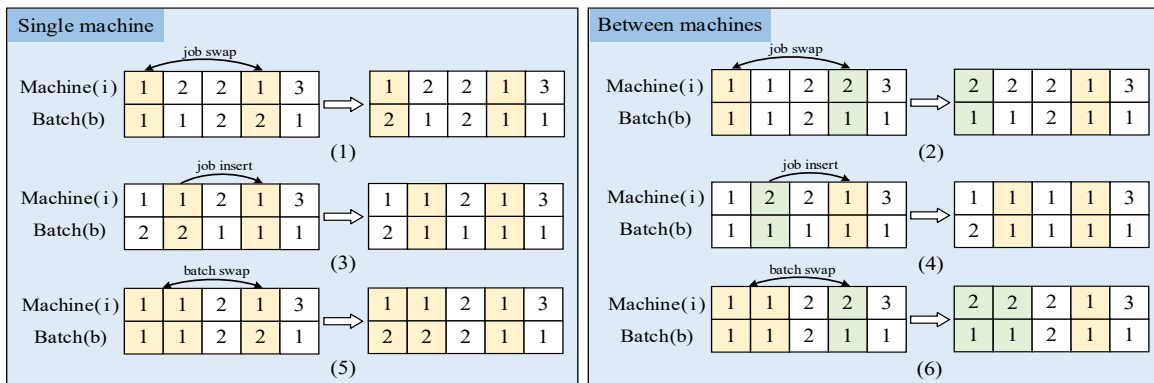 Single machine
job swap
Machine(i) 1 2 2 1 3 1 2 2 1 3
Batch(b) 1 1 2 2 1 2 1 2 1 1
(1)
job insert
Machine(i) 1 1 2 1 3 1 1 2 1 3
Batch(b) 2 2 1 1 1 2 1 1 1 1
(3)
batch swap
Machine(i) 1 1 2 1 3 1 1 2 1 3
Batch(b) 1 1 2 2 1 2 2 2 1 1
(5)
Between machines
job swap
Machine(i) 1 1 2 2 3 2 2 2 1 3
Batch(b) 1 1 2 1 1 1 1 2 1 1
(2)
job insert
Machine(i) 1 2 2 1 3 1 1 1 1 3
Batch(b) 1 1 1 1 1 2 1 1 1 1
(4)
batch swap
Machine(i) 1 1 2 2 3 2 2 2 1 3
Batch(b) 1 1 2 1 1 1 1 2 1 1
(6)